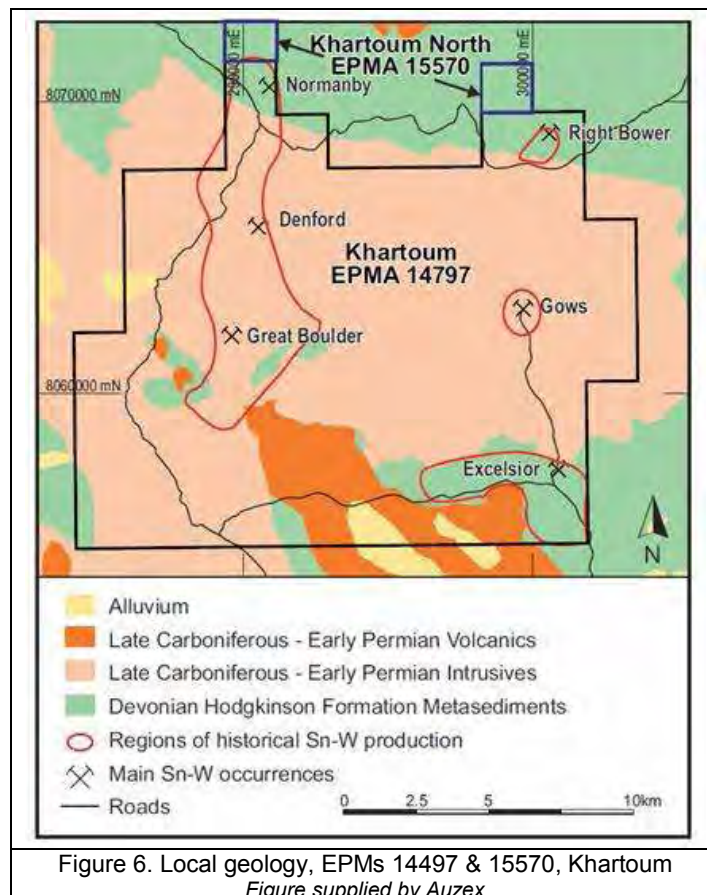 Khartoum North
EPMA 15570
290000 mE
300000 mE
8070000 mN
Normanby
Right Bower
Denford
Khartoum
EPMA 14797
Gows
Great Boulder
8060000 mN
Excelsior
N
Alluvium
Late Carboniferous - Early Permian Volcanics
Late Carboniferous - Early Permian Intrusives
Devonian Hodgkinson Formation Metasediments
Regions of historical Sn-W production
Main Sn-W occurrences
Roads
0 2.5 5 10km
Figure 6. Local geology, EPMs 14497 & 15570, Khartoum
Figure supplied by Auzex